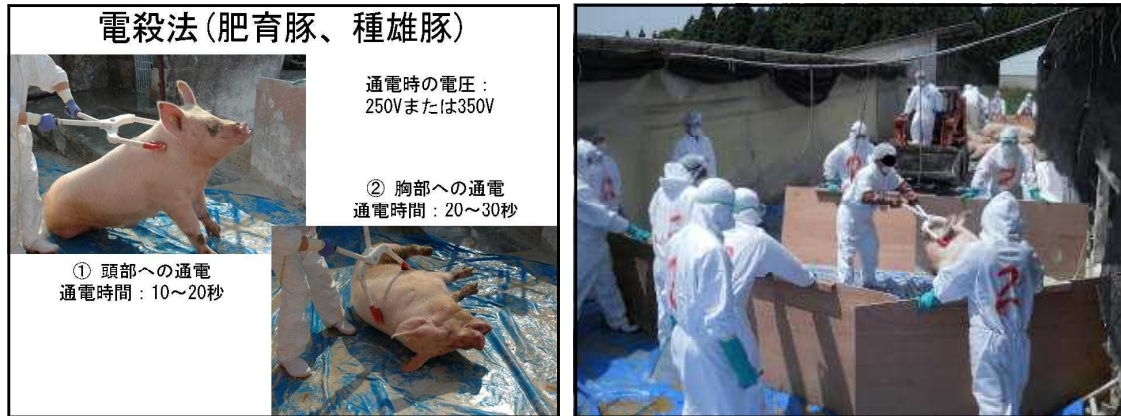 電殺法(肥育豚、種雄豚)
通電時の電圧：
250Vまたは350V
② 胸部への通電
通電時間：20～30秒
① 頭部への通電
通電時間：10～20秒
2